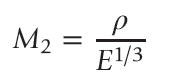 M₂ = ρ / E^{1/3}